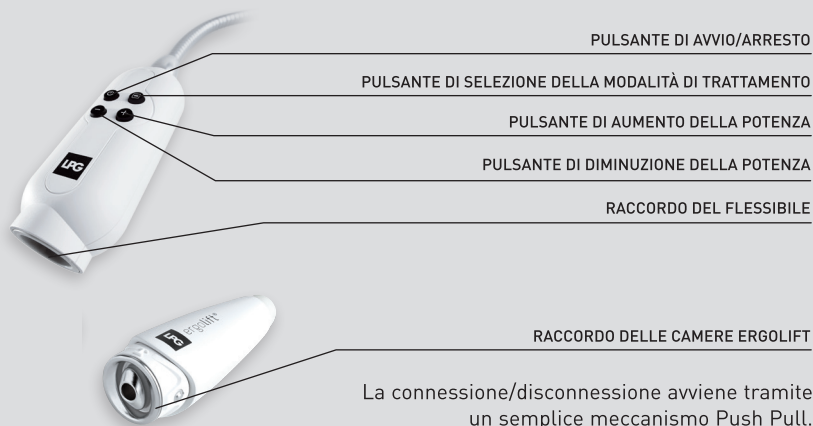 PULSANTE DI AVVIO/ARRESTO
PULSANTE DI SELEZIONE DELLA MODALITÀ DI TRATTAMENTO
PULSANTE DI AUMENTO DELLA POTENZA
PULSANTE DI DIMINUZIONE DELLA POTENZA
LPG
RACCORDO DEL FLESSIBILE
LPG ergolift®
RACCORDO DELLE CAMERE ERGOLIFT
La connessione/disconnessione avviene tramite
un semplice meccanismo Push Pull.